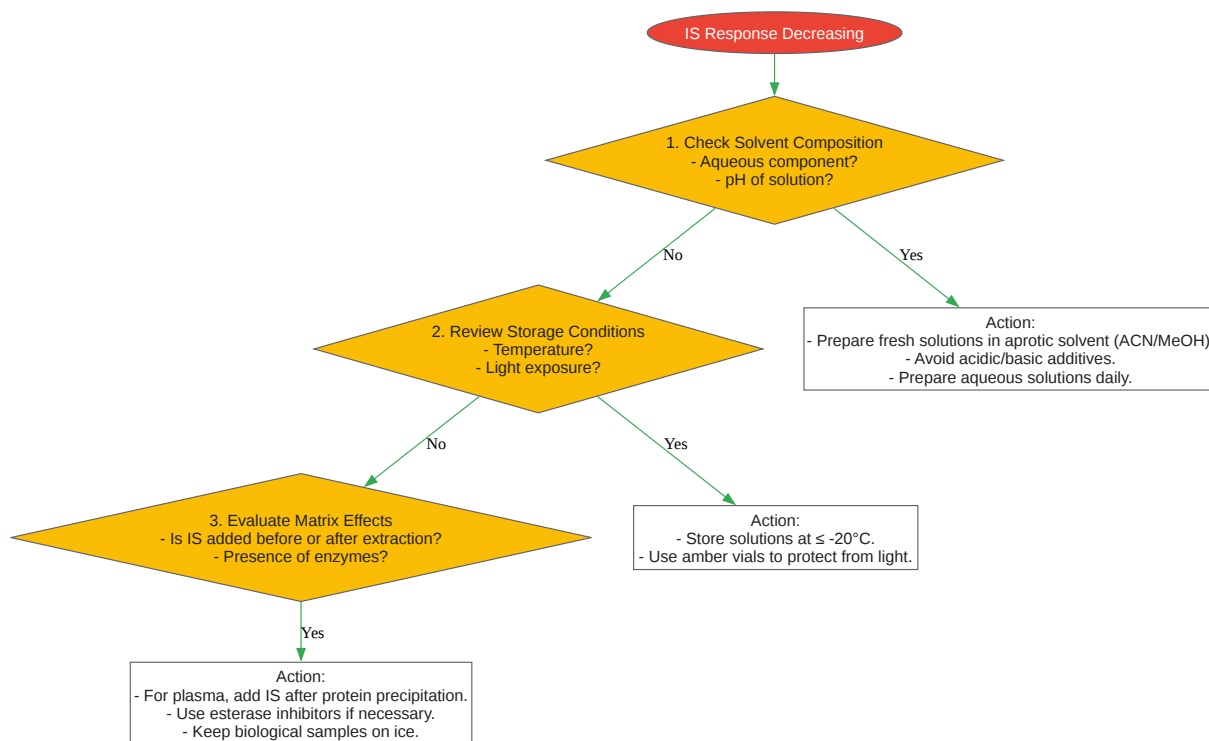 IS Response Decreasing
1. Check Solvent Composition
- Aqueous component?
- pH of solution?
No
Yes
2. Review Storage Conditions
- Temperature?
- Light exposure?
Action:
- Prepare fresh solutions in aprotic solvent (ACN/MeOH)
- Avoid acidic/basic additives.
- Prepare aqueous solutions daily.
No
Yes
3. Evaluate Matrix Effects
- Is IS added before or after extraction?
- Presence of enzymes?
Action:
- Store solutions at ≤ -20°C.
- Use amber vials to protect from light.
Yes
Action:
- For plasma, add IS after protein precipitation.
- Use esterase inhibitors if necessary.
- Keep biological samples on ice.